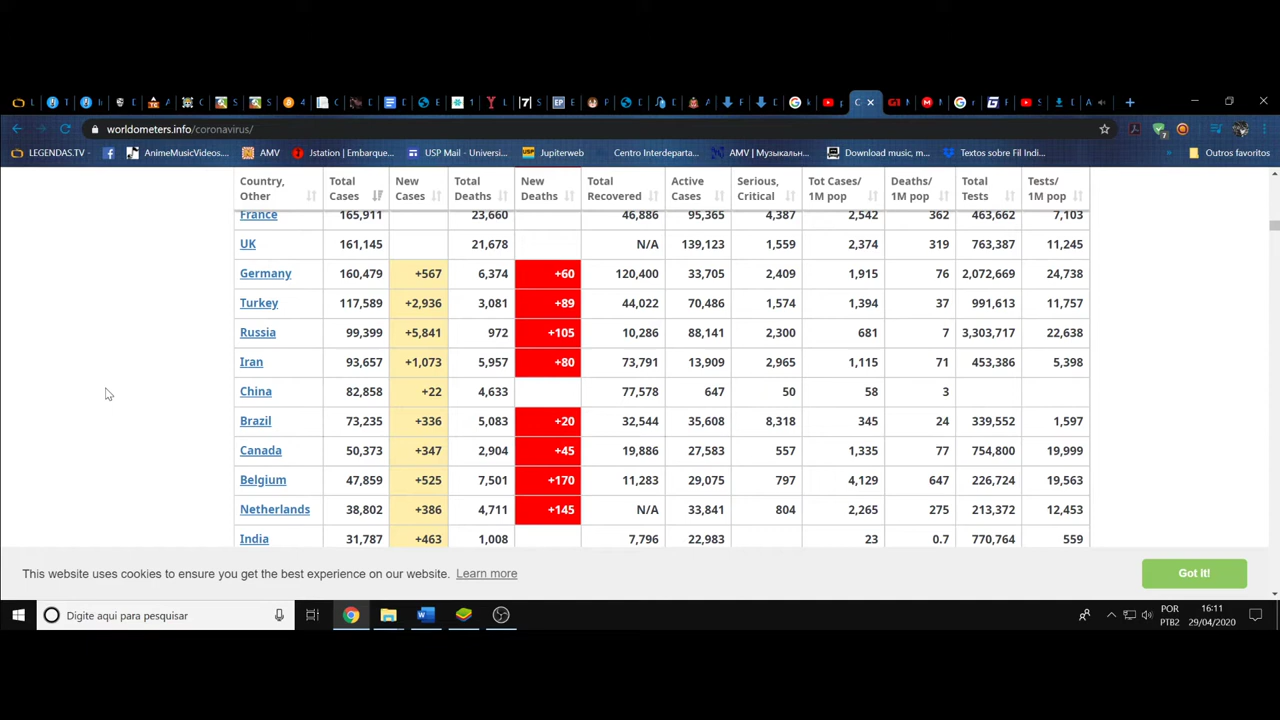 L T In D A D S S 4 C D D E 1 Y L 7 S E EP E P D D A F D k p C G1 N M r F S D A
worldometers.info/coronavirus/
LEGENDAS.TV - AnimeMusicVideos... AMV Jstation | Embarque... USP Mail - Universi... Jupiterweb Centro Interdeparta... AMV | Музыкальн... Download music, m... Textos sobre Fil Indi... » Outros favoritos
Country, Other Total Cases New Cases Total Deaths New Deaths Total Recovered Active Cases Serious, Critical Tot Cases/ 1M pop Deaths/ 1M pop Total Tests Tests/ 1M pop
France 165,911 23,660 46,886 95,365 4,387 2,542 362 463,662 7,103
UK 161,145 21,678 N/A 139,123 1,559 2,374 319 763,387 11,245
Germany 160,479 +567 6,374 +60 120,400 33,705 2,409 1,915 76 2,072,669 24,738
Turkey 117,589 +2,936 3,081 +89 44,022 70,486 1,574 1,394 37 991,613 11,757
Russia 99,399 +5,841 972 +105 10,286 88,141 2,300 681 7 3,303,717 22,638
Iran 93,657 +1,073 5,957 +80 73,791 13,909 2,965 1,115 71 453,386 5,398
China 82,858 +22 4,633 77,578 647 50 58 3
Brazil 73,235 +336 5,083 +20 32,544 35,608 8,318 345 24 339,552 1,597
Canada 50,373 +347 2,904 +45 19,886 27,583 557 1,335 77 754,800 19,999
Belgium 47,859 +525 7,501 +170 11,283 29,075 797 4,129 647 226,724 19,563
Netherlands 38,802 +386 4,711 +145 N/A 33,841 804 2,265 275 213,372 12,453
India 31,787 +463 1,008 7,796 22,983 23 0.7 770,764 559
This website uses cookies to ensure you get the best experience on our website. Learn more Got it!
Digite aqui para pesquisar
POR PTB2
16:11
29/04/2020